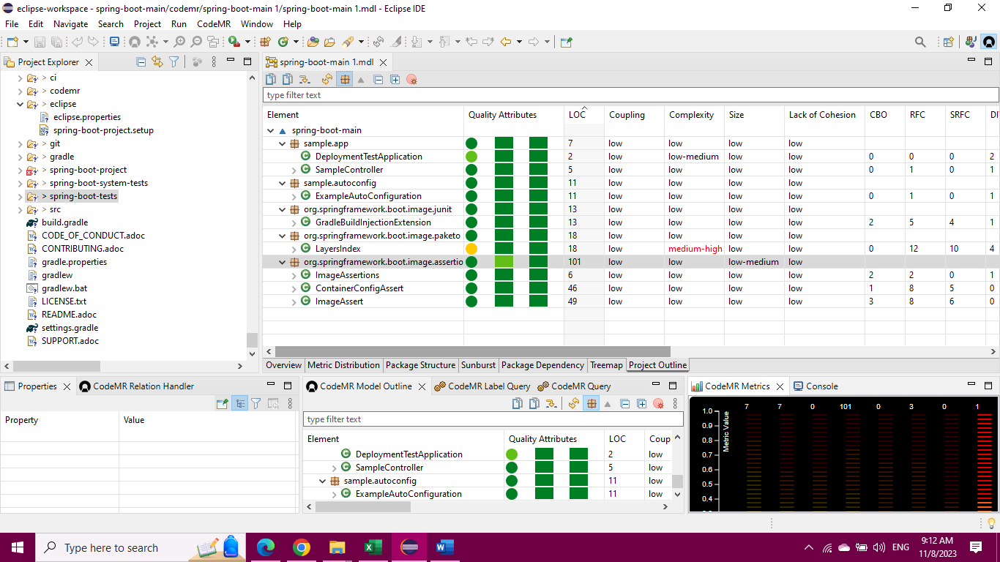 eclipse-workspace - spring-boot-main/codemr/spring-boot-main 1/spring-boot-main 1.mdl - Eclipse IDE
File Edit Navigate Search Project Run CodeMR Window Help
Project Explorer
> ci
> codemr
> eclipse
eclipse.properties
spring-boot-project.setup
> git
> gradle
> spring-boot-project
> spring-boot-system-tests
> spring-boot-tests
> src
build.gradle
CODE_OF_CONDUCT.adoc
CONTRIBUTING.adoc
gradle.properties
gradlew
gradlew.bat
LICENSE.txt
README.adoc
settings.gradle
SUPPORT.adoc
spring-boot-main 1.mdl
type filter text
Element Quality Attributes LOC Coupling Complexity Size Lack of Cohesion CBO RFC SRFC DI
spring-boot-main
sample.app 7 low low low low
DeploymentTestApplication 2 low low-medium low low 0 0 0 2
SampleController 5 low low low low 0 1 0 1
sample.autoconfig 11 low low low low
ExampleAutoConfiguration 11 low low low low 0 1 0 1
org.springframework.boot.image.junit 13 low low low low
GradleBuildInjectionExtension 13 low low low low 2 5 4 1
org.springframework.boot.image.paketo 18 low low low low
LayersIndex 18 low medium-high low low 0 12 10 4
org.springframework.boot.image.assertio 101 low low low-medium low
ImageAssertions 6 low low low low 2 2 0 1
ContainerConfigAssert 46 low low low low 1 8 5 0
ImageAssert 49 low low low low 3 8 6 0
Overview Metric Distribution Package Structure Sunburst Package Dependency Treemap Project Outline
Properties CodeMR Relation Handler
Property Value
CodeMR Model Outline CodeMR Label Query CodeMR Query
type filter text
Element Quality Attributes LOC Coup
DeploymentTestApplication 2 low
SampleController 5 low
sample.autoconfig 11 low
ExampleAutoConfiguration 11 low
CodeMR Metrics Console
7 7 0 101 0 3 0 1
Metric Value
1.0
0.9
0.8
0.7
0.6
0.5
0.4
Type here to search
ENG
9:12 AM
11/8/2023